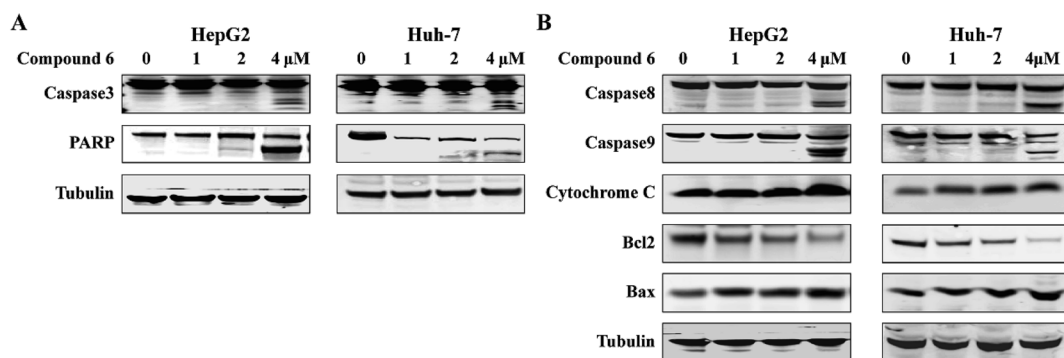 A
HepG2
Huh-7
Compound 6 0 1 2 4 μM 0 1 2 4 μM
Caspase3
PARP
Tubulin
B
HepG2
Huh-7
Compound 6 0 1 2 4 μM 0 1 2 4μM
Caspase8
Caspase9
Cytochrome C
Bcl2
Bax
Tubulin